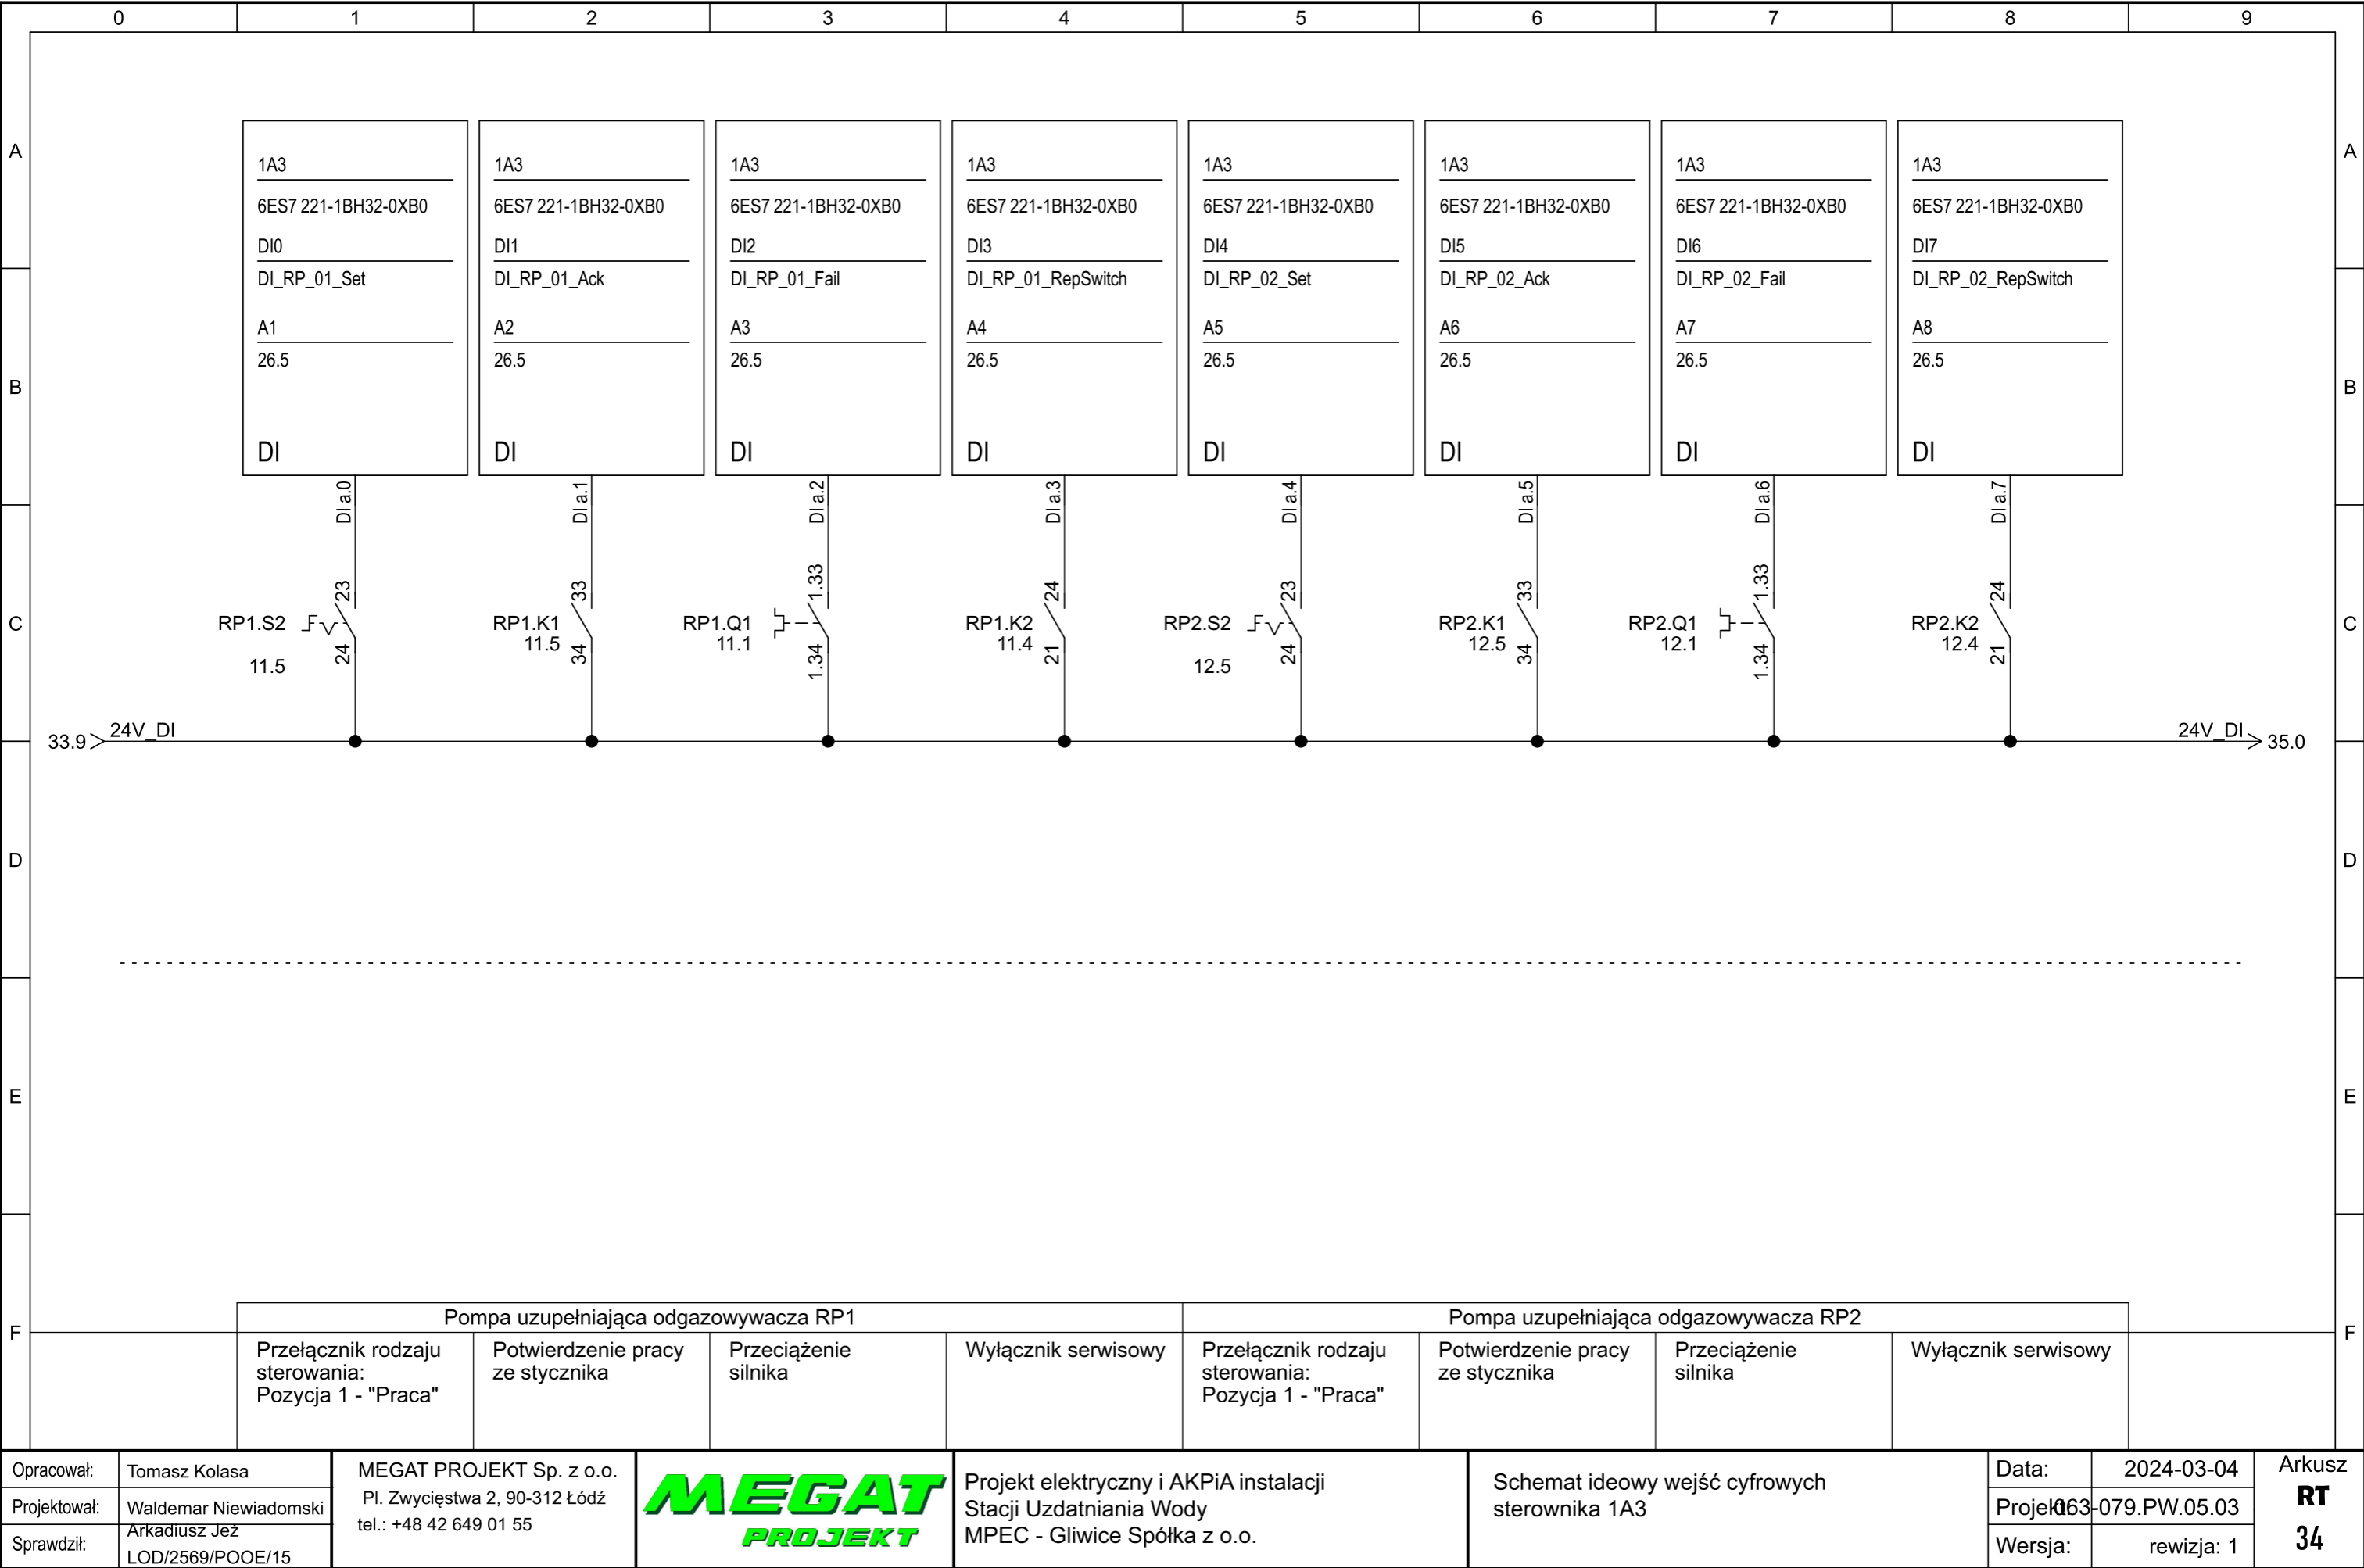 0 1 2 3 4 5 6 7 8 9
A A
1A3 1A3 1A3 1A3 1A3 1A3 1A3 1A3
6ES7 221-1BH32-0XB0 6ES7 221-1BH32-0XB0 6ES7 221-1BH32-0XB0 6ES7 221-1BH32-0XB0 6ES7 221-1BH32-0XB0 6ES7 221-1BH32-0XB0 6ES7 221-1BH32-0XB0 6ES7 221-1BH32-0XB0
DI0 DI1 DI2 DI3 DI4 DI5 DI6 DI7
DI_RP_01_Set DI_RP_01_Ack DI_RP_01_Fail DI_RP_01_RepSwitch DI_RP_02_Set DI_RP_02_Ack DI_RP_02_Fail DI_RP_02_RepSwitch
A1 A2 A3 A4 A5 A6 A7 A8
26.5 26.5 26.5 26.5 26.5 26.5 26.5 26.5
B B
DI DI DI DI DI DI DI DI
DI a.0 DI a.1 DI a.2 DI a.3 DI a.4 DI a.5 DI a.6 DI a.7
23 33 1.33 24 23 33 1.33 24
C RP1.S2 RP1.K1 RP1.Q1 RP1.K2 RP2.S2 RP2.K1 RP2.Q1 RP2.K2 C
11.5 11.5 11.1 11.4 12.5 12.5 12.1 12.4
24 34 1.34 21 24 34 1.34 21
33.9 24V_DI 24V_DI 35.0
D D
E E
F F
Pompa uzupełniająca odgazowywacza RP1 Pompa uzupełniająca odgazowywacza RP2
Przełącznik rodzaju Potwierdzenie pracy Przeciążenie Wyłącznik serwisowy Przełącznik rodzaju Potwierdzenie pracy Przeciążenie Wyłącznik serwisowy
sterowania: ze stycznika silnika sterowania: ze stycznika silnika
Pozycja 1 - "Praca" Pozycja 1 - "Praca"
Opracował: Tomasz Kolasa
Projektował: Waldemar Niewiadomski
Sprawdził: Arkadiusz Jeż
LOD/2569/POOE/15
MEGAT PROJEKT Sp. z o.o.
Pl. Zwycięstwa 2, 90-312 Łódź
tel.: +48 42 649 01 55
MEGAT
PROJEKT
Projekt elektryczny i AKPiA instalacji
Stacji Uzdatniania Wody
MPEC - Gliwice Spółka z o.o.
Schemat ideowy wejść cyfrowych
sterownika 1A3
Data: 2024-03-04
Projekt: 063-079.PW.05.03
Wersja: rewizja: 1
Arkusz
RT
34